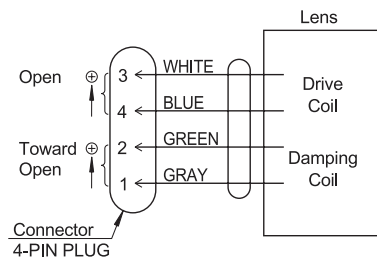 Lens
Open ⊕ 3 WHITE
4 BLUE
Drive
Coil
Toward
Open ⊕ 2 GREEN
1 GRAY
Damping
Coil
Connector
4-PIN PLUG